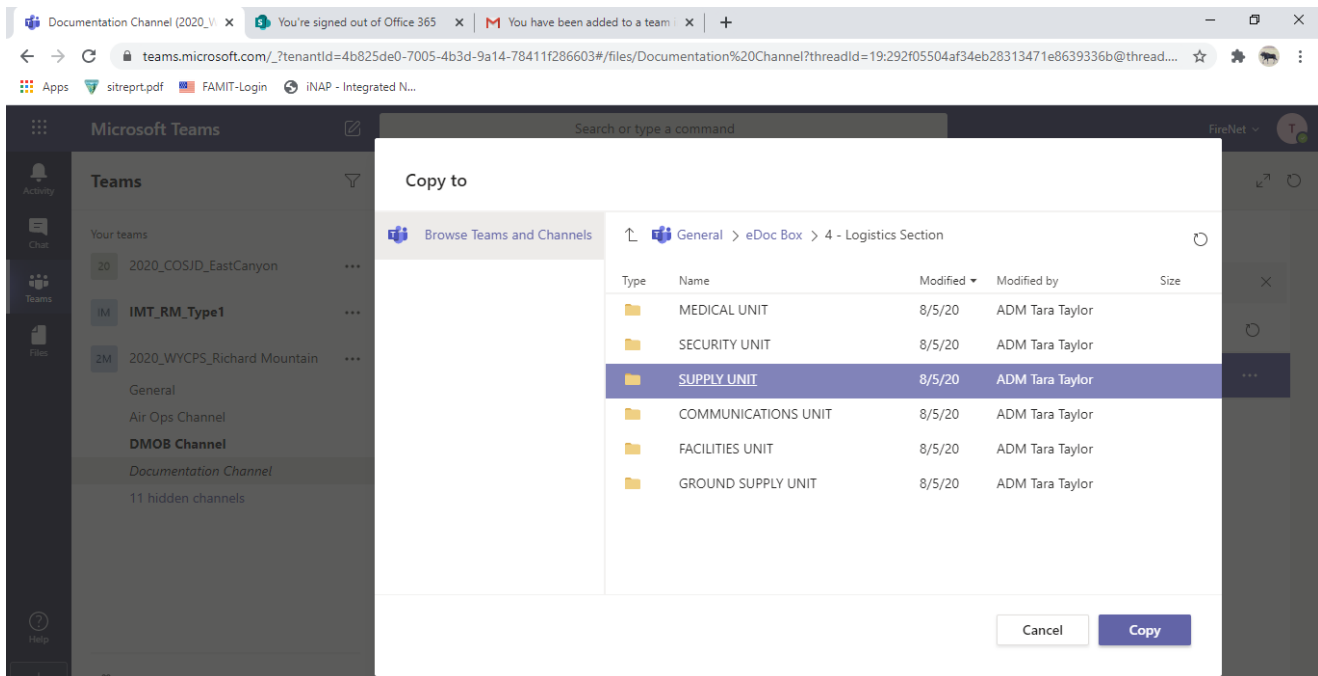 Documentation Channel (2020_W
You're signed out of Office 365
You have been added to a team
teams.microsoft.com/_?tenantId=4b825de0-7005-4b3d-9a14-78411f286603#/files/Documentation%20Channel?threadId=19:292f05504af34eb28313471e8639336b@thread....
Apps sitreprt.pdf FAMIT-Login iNAP - Integrated N...
Microsoft Teams
Search or type a command
FireNet
T
Activity
Chat
Teams
Files
Help
Teams
Your teams
20 2020_COSJD_EastCanyon
IM IMT_RM_Type1
2M 2020_WYCPS_Richard Mountain
General
Air Ops Channel
DMOB Channel
Documentation Channel
11 hidden channels
Copy to
Browse Teams and Channels
General > eDoc Box > 4 - Logistics Section
Type Name Modified Modified by Size
MEDICAL UNIT 8/5/20 ADM Tara Taylor
SECURITY UNIT 8/5/20 ADM Tara Taylor
SUPPLY UNIT 8/5/20 ADM Tara Taylor
COMMUNICATIONS UNIT 8/5/20 ADM Tara Taylor
FACILITIES UNIT 8/5/20 ADM Tara Taylor
GROUND SUPPLY UNIT 8/5/20 ADM Tara Taylor
Cancel Copy